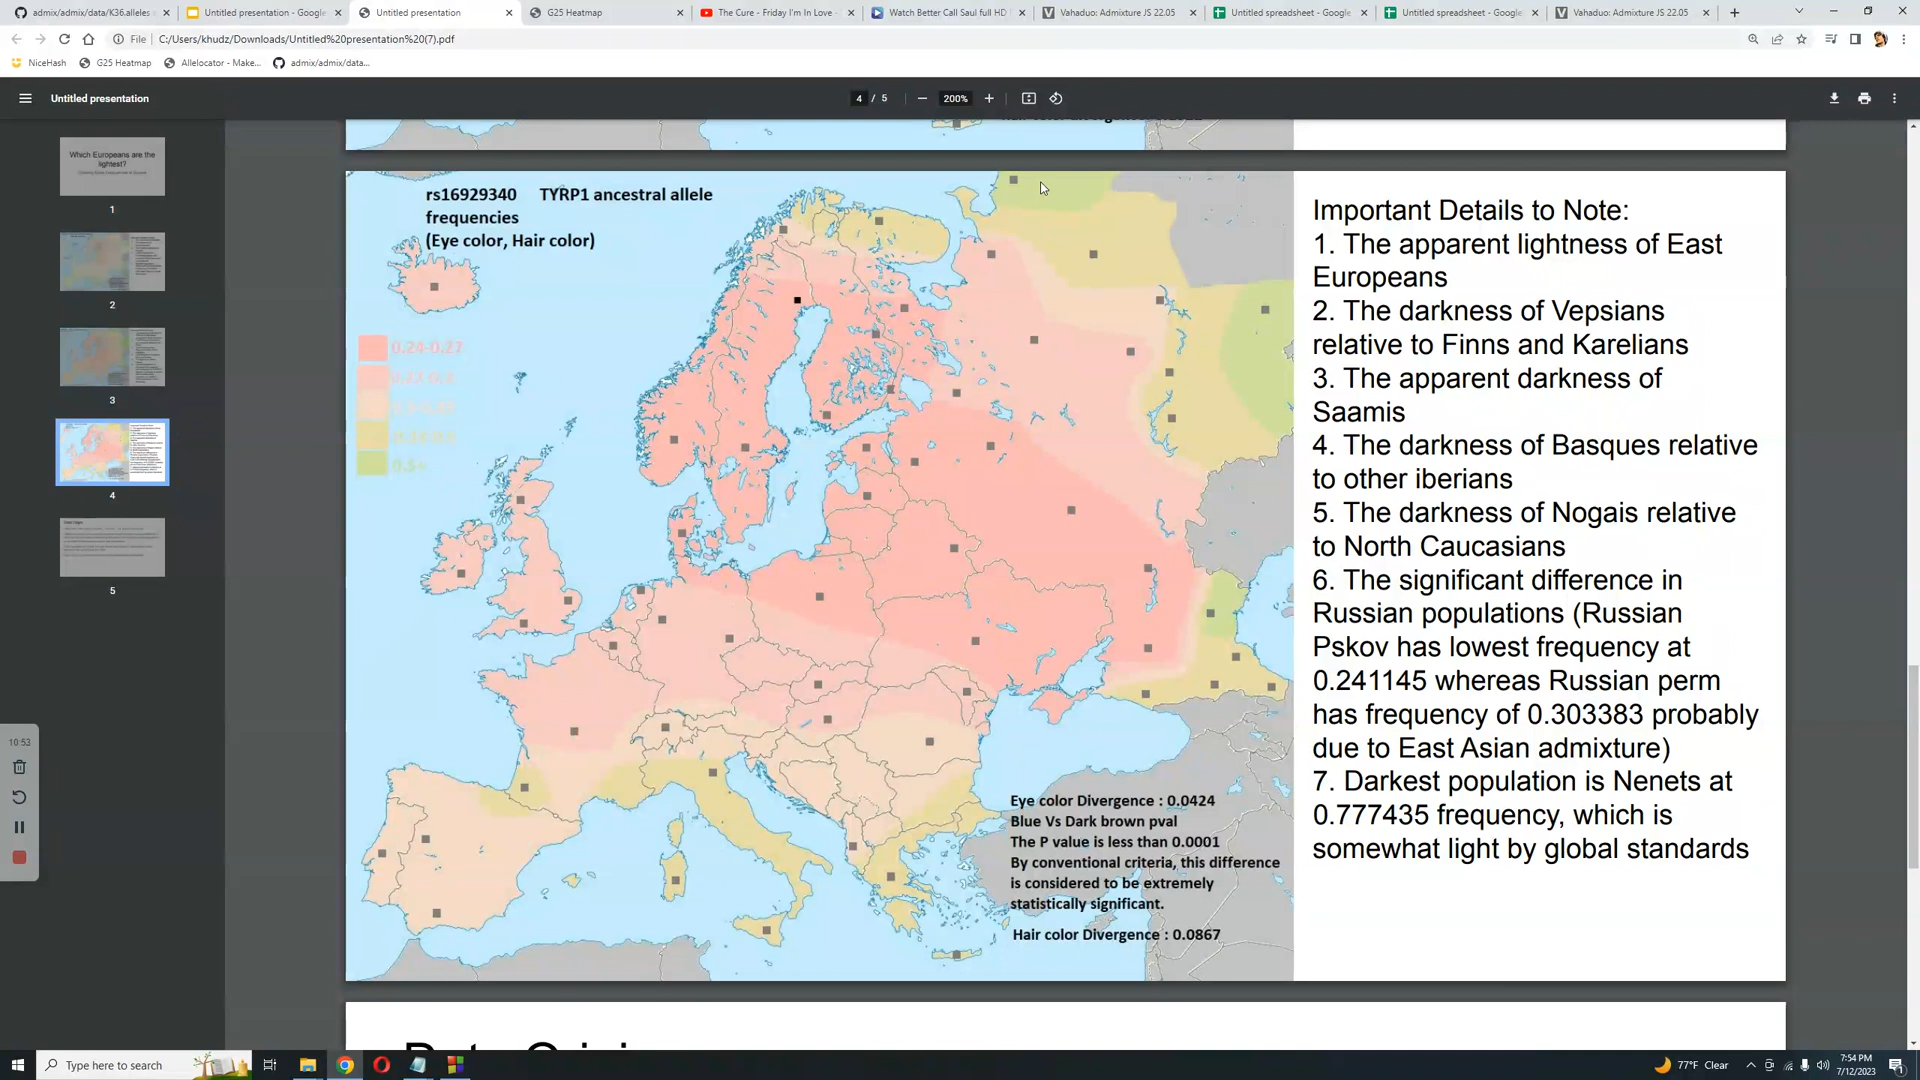 admix/admix/data/K36.alleles
Untitled presentation - Google
Untitled presentation
G25 Heatmap
The Cure - Friday I'm In Love -
Watch Better Call Saul full HD
Vahaduo: Admixture JS 22.05
Untitled spreadsheet - Google
Untitled spreadsheet - Google
Vahaduo: Admixture JS 22.05
File
C:/Users/khudz/Downloads/Untitled%20presentation%20(7).pdf
NiceHash
G25 Heatmap
Allelocator - Make...
admix/admix/data...
Untitled presentation
4 / 5
200%
Which Europeans are the
lightest?
1
2
3
4
5
rs16929340 TYRP1 ancestral allele
frequencies
(Eye color, Hair color)
0.24-0.27
Eye color Divergence : 0.0424
Blue Vs Dark brown pval
The P value is less than 0.0001
By conventional criteria, this difference
is considered to be extremely
statistically significant.
Hair color Divergence : 0.0867
Important Details to Note:
1. The apparent lightness of East
Europeans
2. The darkness of Vepsians
relative to Finns and Karelians
3. The apparent darkness of
Saamis
4. The darkness of Basques relative
to other iberians
5. The darkness of Nogais relative
to North Caucasians
6. The significant difference in
Russian populations (Russian
Pskov has lowest frequency at
0.241145 whereas Russian perm
has frequency of 0.303383 probably
due to East Asian admixture)
7. Darkest population is Nenets at
0.777435 frequency, which is
somewhat light by global standards
10:53
Type here to search
77°F Clear
7:54 PM
7/12/2023